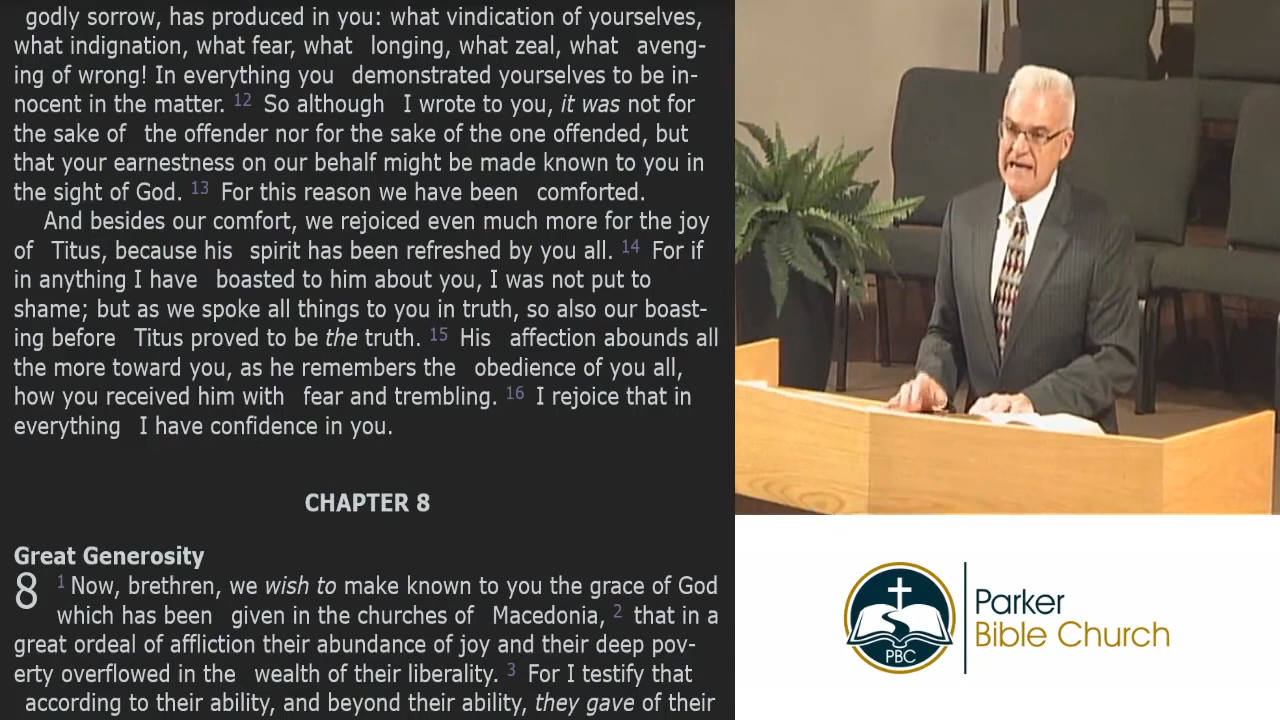 godly sorrow, has produced in you: what vindication of yourselves,
what indignation, what fear, what longing, what zeal, what aveng-
ing of wrong! In everything you demonstrated yourselves to be in-
nocent in the matter. 12 So although I wrote to you, it was not for
the sake of the offender nor for the sake of the one offended, but
that your earnestness on our behalf might be made known to you in
the sight of God. 13 For this reason we have been comforted.
And besides our comfort, we rejoiced even much more for the joy
of Titus, because his spirit has been refreshed by you all. 14 For if
in anything I have boasted to him about you, I was not put to
shame; but as we spoke all things to you in truth, so also our boast-
ing before Titus proved to be the truth. 15 His affection abounds all
the more toward you, as he remembers the obedience of you all,
how you received him with fear and trembling. 16 I rejoice that in
everything I have confidence in you.
CHAPTER 8
Great Generosity
8 1 Now, brethren, we wish to make known to you the grace of God
which has been given in the churches of Macedonia, 2 that in a
great ordeal of affliction their abundance of joy and their deep pov-
erty overflowed in the wealth of their liberality. 3 For I testify that
according to their ability, and beyond their ability, they gave of their
PBC
Parker
Bible Church